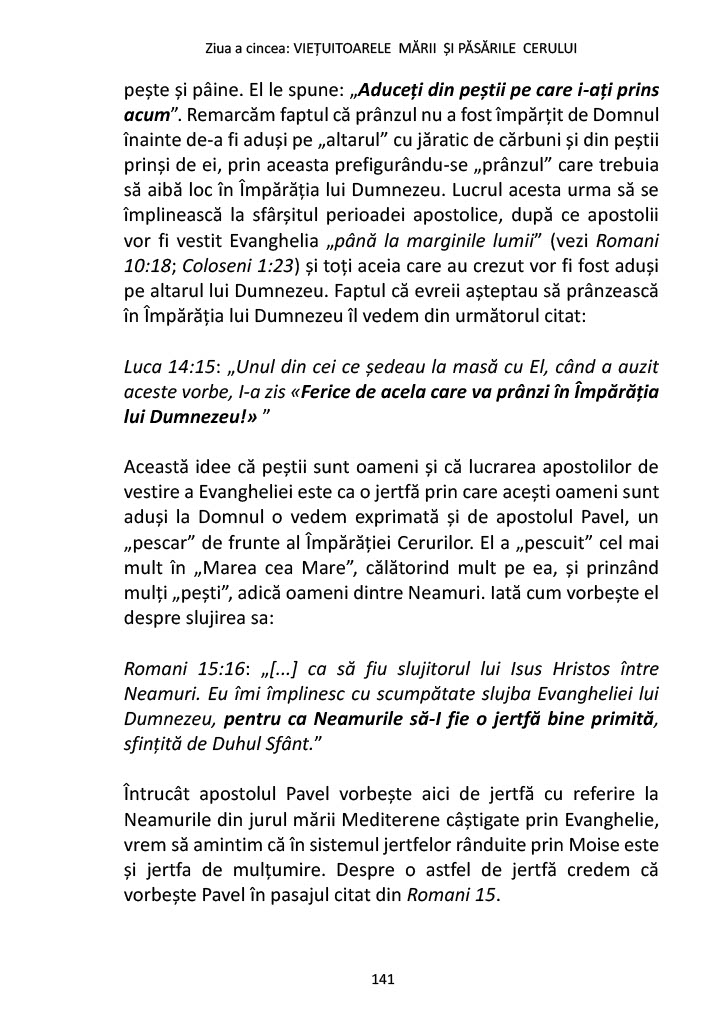 Ziua a cincea: VIEȚUITOARELE MĂRII ȘI PĂSĂRILE CERULUI
pește și pâine. El le spune: „Aduceți din peștii pe care i-ați prins
acum”. Remarcăm faptul că prânzul nu a fost împărțit de Domnul
înainte de-a fi aduși pe „altarul” cu jăratic de cărbuni și din peștii
prinși de ei, prin aceasta prefigurându-se „prânzul” care trebuia
să aibă loc în Împărăția lui Dumnezeu. Lucrul acesta urma să se
împlinească la sfârșitul perioadei apostolice, după ce apostolii
vor fi vestit Evanghelia „până la marginile lumii” (vezi Romani
10:18; Coloseni 1:23) și toți aceia care au crezut vor fi fost aduși
pe altarul lui Dumnezeu. Faptul că evreii așteptau să prânzească
în Împărăția lui Dumnezeu îl vedem din următorul citat:
Luca 14:15: „Unul din cei ce ședeau la masă cu El, când a auzit
aceste vorbe, I-a zis «Ferice de acela care va prânzi în Împărăția
lui Dumnezeu!» ”
Această idee că peștii sunt oameni și că lucrarea apostolilor de
vestire a Evangheliei este ca o jertfă prin care acești oameni sunt
aduși la Domnul o vedem exprimată și de apostolul Pavel, un
„pescar” de frunte al Împărăției Cerurilor. El a „pescuit” cel mai
mult în „Marea cea Mare”, călătorind mult pe ea, și prinzând
mulți „pești”, adică oameni dintre Neamuri. Iată cum vorbește el
despre slujirea sa:
Romani 15:16: „[...] ca să fiu slujitorul lui Isus Hristos între
Neamuri. Eu îmi împlinesc cu scumpătate slujba Evangheliei lui
Dumnezeu, pentru ca Neamurile să-I fie o jertfă bine primită,
sfințită de Duhul Sfânt.”
Întrucât apostolul Pavel vorbește aici de jertfă cu referire la
Neamurile din jurul mării Mediterene câștigate prin Evanghelie,
vrem să amintim că în sistemul jertfelor rânduite prin Moise este
și jertfa de mulțumire. Despre o astfel de jertfă credem că
vorbește Pavel în pasajul citat din Romani 15.
141